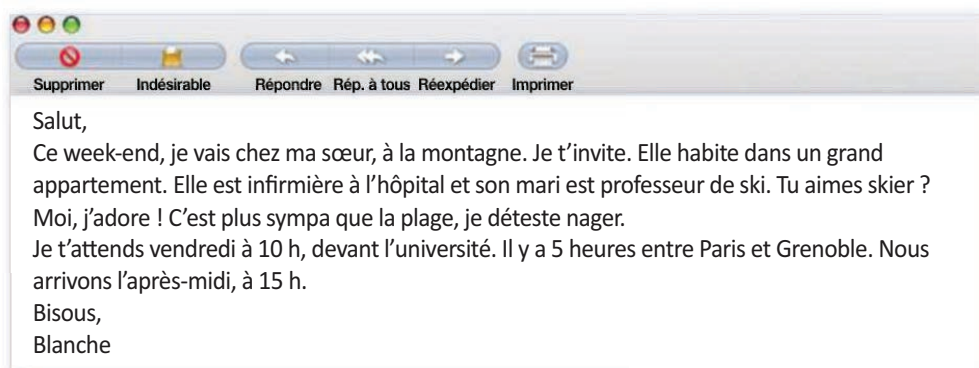 Supprimer Indésirable Répondre Rép. à tous Réexpédier Imprimer
Salut,
Ce week-end, je vais chez ma sœur, à la montagne. Je t’invite. Elle habite dans un grand
appartement. Elle est infirmière à l’hôpital et son mari est professeur de ski. Tu aimes skier ?
Moi, j’adore ! C’est plus sympa que la plage, je déteste nager.
Je t’attends vendredi à 10 h, devant l’université. Il y a 5 heures entre Paris et Grenoble. Nous
arrivons l’après-midi, à 15 h.
Bisous,
Blanche